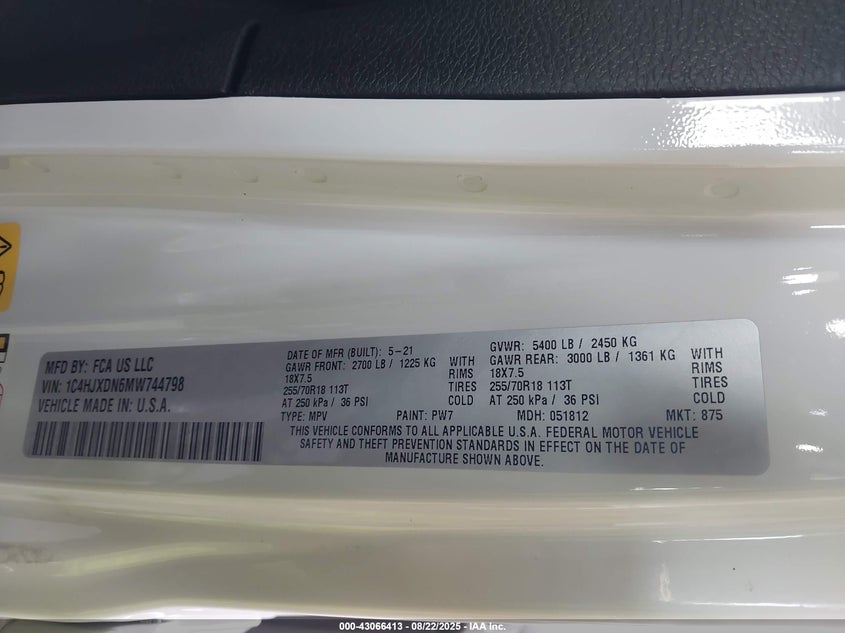 MFD BY: FCA US LLC
VIN: 1C4HJXDN6MW744798
VEHICLE MADE IN U.S.A.
DATE OF MFR (BUILT): 5-21
GVWR: 5400 LB / 2450 KG
GAWR FRONT: 2700 LB / 1225 KG WITH
18X7.5 RIMS
255/70R18 113T TIRES
AT 250 kPa / 36 PSI COLD
GAWR REAR: 3000 LB / 1361 KG WITH
18X7.5 RIMS
255/70R18 113T TIRES
AT 250 kPa / 36 PSI COLD
TYPE: MPV PAINT: PW7 MDH: 051812 MKT: 875
THIS VEHICLE CONFORMS TO ALL APPLICABLE U.S.A. FEDERAL MOTOR VEHICLE
SAFETY AND THEFT PREVENTION STANDARDS IN EFFECT ON THE DATE OF
MANUFACTURE SHOWN ABOVE.
000-43066413 - 08/22/2025 - IAA Inc.